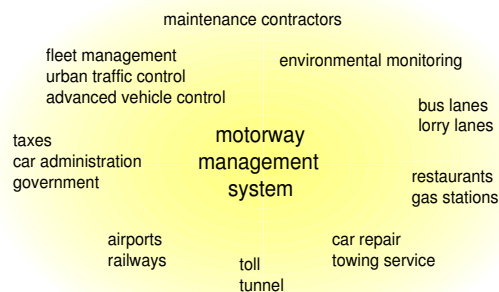 maintenance contractors
fleet management
urban traffic control
advanced vehicle control
environmental monitoring
bus lanes
lorry lanes
taxes
car administration
government
motorway
management
system
restaurants
gas stations
airports
railways
toll
tunnel
car repair
towing service